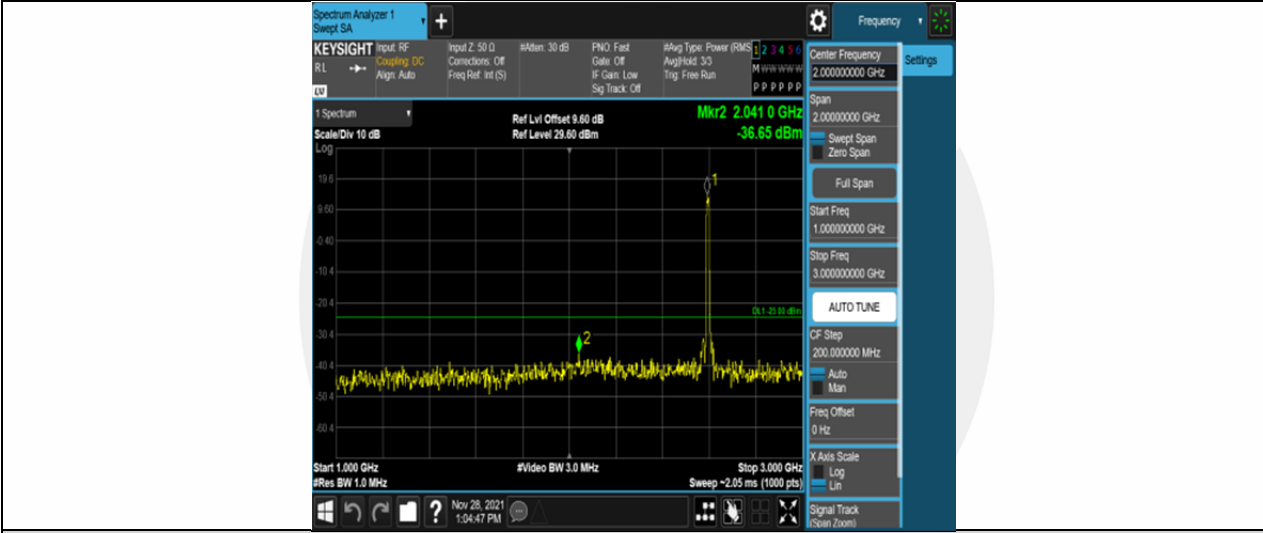 Spectrum Analyzer 1
Swept SA
+
Frequency
KEYSIGHT
RL
LV
Input: RF
Coupling: DC
Align: Auto
Input Z: 50 Ω
Corrections: Off
Freq Ref: Int (S)
#Atten: 30 dB
PNO: Fast
Gate: Off
IF Gain: Low
Sig Track: Off
#Avg Type: Power (RMS
Avg|Hold: 3/3
Trig: Free Run
1 2 3 4 5 6
M W W W W W
P P P P P P
1 Spectrum
Scale/Div 10 dB
Log
Ref Lvl Offset 9.60 dB
Ref Level 29.60 dBm
Mkr2 2.041 0 GHz
-36.65 dBm
19.6
9.60
-0.40
-10.4
-20.4
-30.4
-40.4
-50.4
-60.4
1
2
DL1 -25.00 dBm
Start 1.000 GHz
#Res BW 1.0 MHz
#Video BW 3.0 MHz
Stop 3.000 GHz
Sweep ~2.05 ms (1000 pts)
Nov 28, 2021
1:04:47 PM
?
Center Frequency
2.000000000 GHz
Span
2.00000000 GHz
Swept Span
Zero Span
Full Span
Start Freq
1.000000000 GHz
Stop Freq
3.000000000 GHz
AUTO TUNE
CF Step
200.000000 MHz
Auto
Man
Freq Offset
0 Hz
X Axis Scale
Log
Lin
Signal Track
(Span Zoom)
Settings